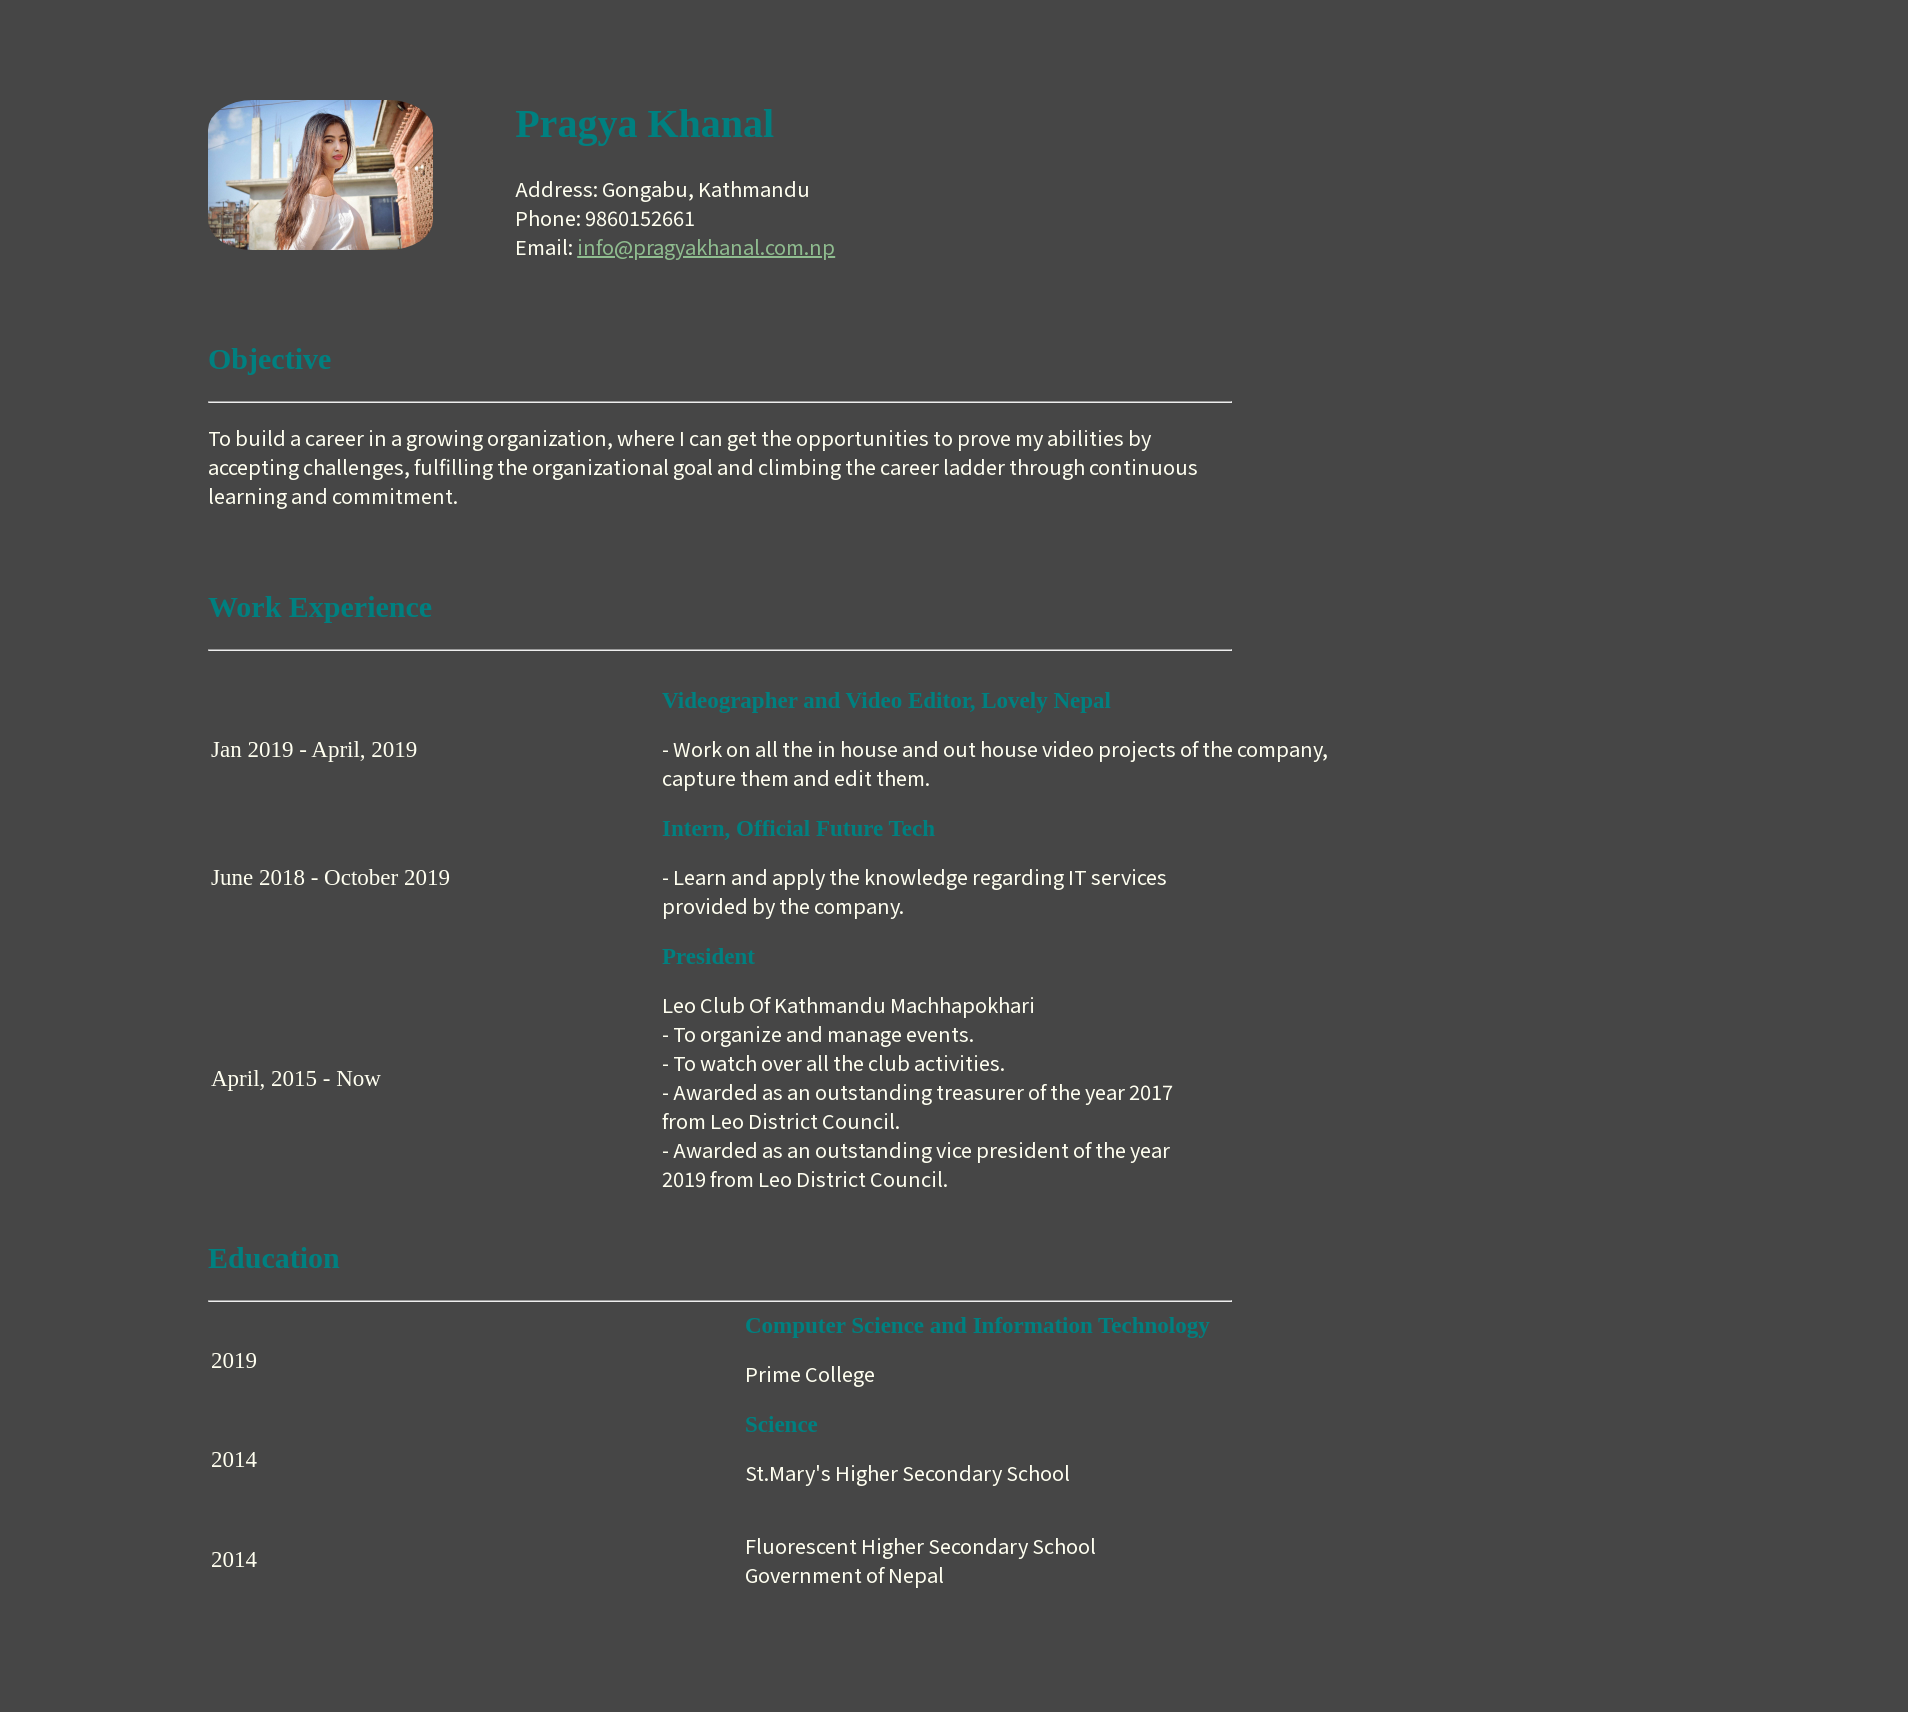 Pragya Khanal
Address: Gongabu, Kathmandu
Phone: 9860152661
Email: info@pragyakhanal.com.np
Objective
To build a career in a growing organization, where I can get the opportunities to prove my abilities by
accepting challenges, fulfilling the organizational goal and climbing the career ladder through continuous
learning and commitment.
Work Experience
Jan 2019 - April, 2019
Videographer and Video Editor, Lovely Nepal
- Work on all the in house and out house video projects of the company,
capture them and edit them.
June 2018 - October 2019
Intern, Official Future Tech
- Learn and apply the knowledge regarding IT services
provided by the company.
April, 2015 - Now
President
Leo Club Of Kathmandu Machhapokhari
- To organize and manage events.
- To watch over all the club activities.
- Awarded as an outstanding treasurer of the year 2017
from Leo District Council.
- Awarded as an outstanding vice president of the year
2019 from Leo District Council.
Education
2019
Computer Science and Information Technology
Prime College
2014
Science
St.Mary's Higher Secondary School
2014
Fluorescent Higher Secondary School
Government of Nepal